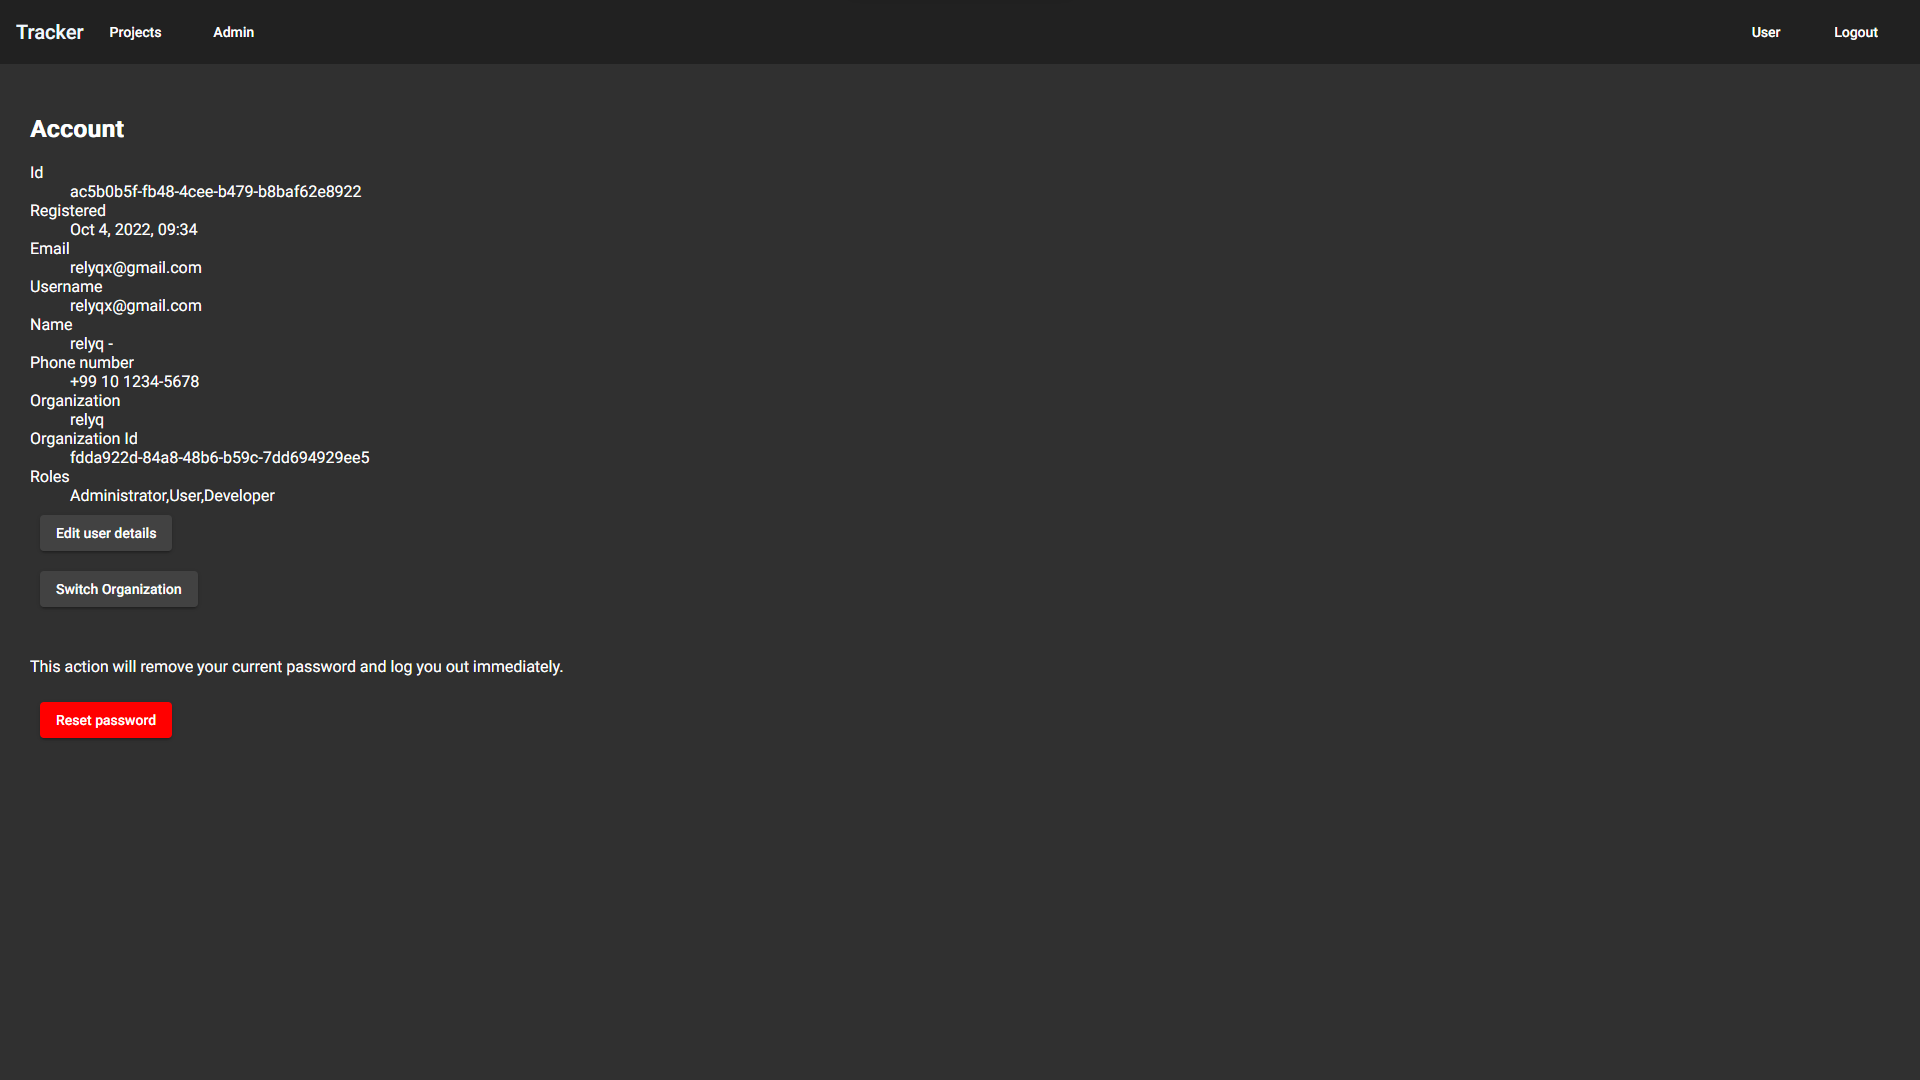 Tracker Projects Admin User Logout
Account
Id
ac5b0b5f-fb48-4cee-b479-b8baf62e8922
Registered
Oct 4, 2022, 09:34
Email
relyqx@gmail.com
Username
relyqx@gmail.com
Name
relyq -
Phone number
+99 10 1234-5678
Organization
relyq
Organization Id
fdda922d-84a8-48b6-b59c-7dd694929ee5
Roles
Administrator,User,Developer
Edit user details
Switch Organization
This action will remove your current password and log you out immediately.
Reset password